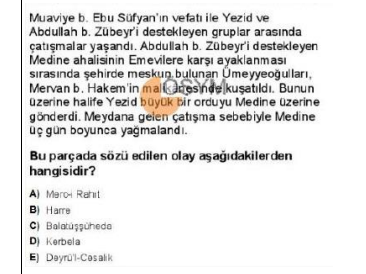 Muaviye b. Ebu Süfyan'ın vefatı ile Yezid ve
Abdullah b. Zübeyr'i destekleyen gruplar arasında
çatışmalar yaşandı. Abdullah b. Zübeyr'i destekleyen
Medine ahalisinin Emevilere karşı ayaklanması
sırasında şehirde meskun bulunan Ümeyyeoğulları,
Mervan b. Hakem'in malikanesinde kuşatıldı. Bunun
üzerine halife Yezid büyük bir orduyu Medine üzerine
gönderdi. Meydana gelen çatışma sebebiyle Medine
üç gün boyunca yağmalandı.
ÖSYM
Bu parçada sözü edilen olay aşağıdakilerden
hangisidir?
A) Merc-i Rahıt
B) Harre
C) Balatüşşüheda
D) Kerbela
E) Deyrü'l-Cesalik